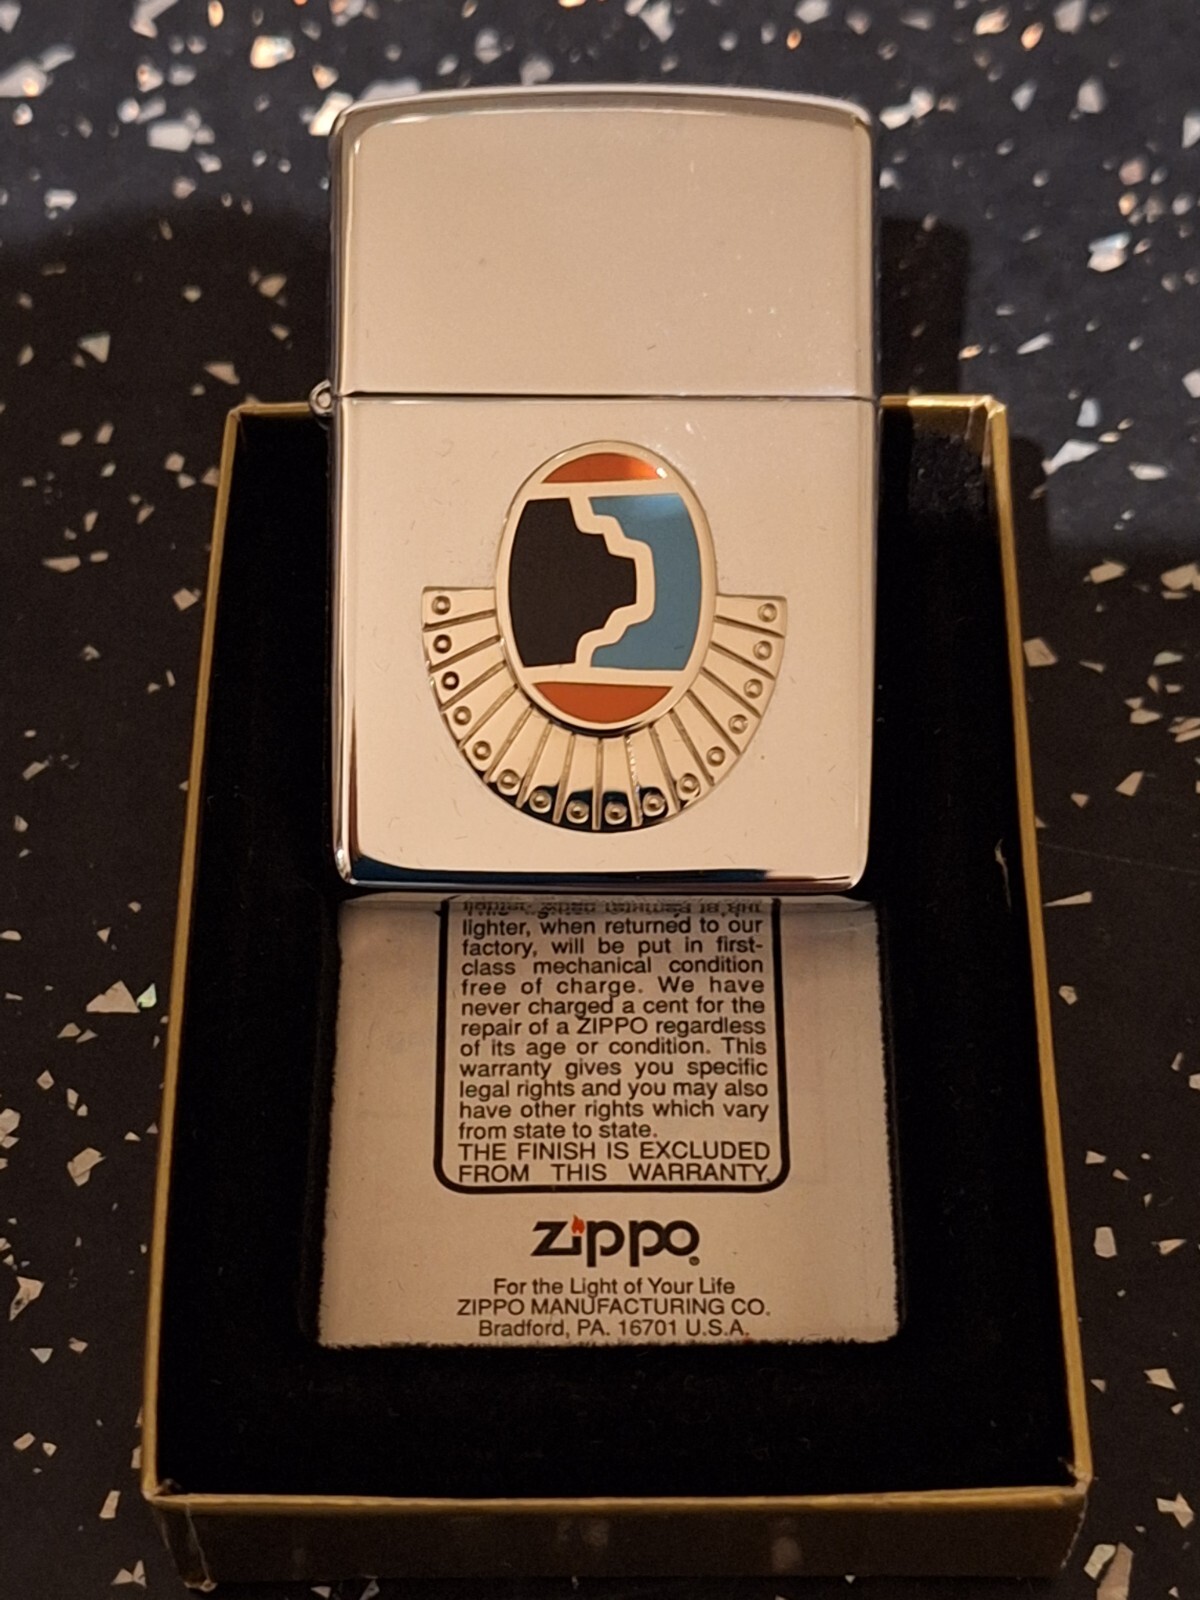 lighter, when returned to our
factory, will be put in first-
class mechanical condition
free of charge. We have
never charged a cent for the
repair of a ZIPPO regardless
of its age or condition. This
warranty gives you specific
legal rights and you may also
have other rights which vary
from state to state.
THE FINISH IS EXCLUDED
FROM THIS WARRANTY.
zippo®
For the Light of Your Life
ZIPPO MANUFACTURING CO.
Bradford, PA. 16701 U.S.A.